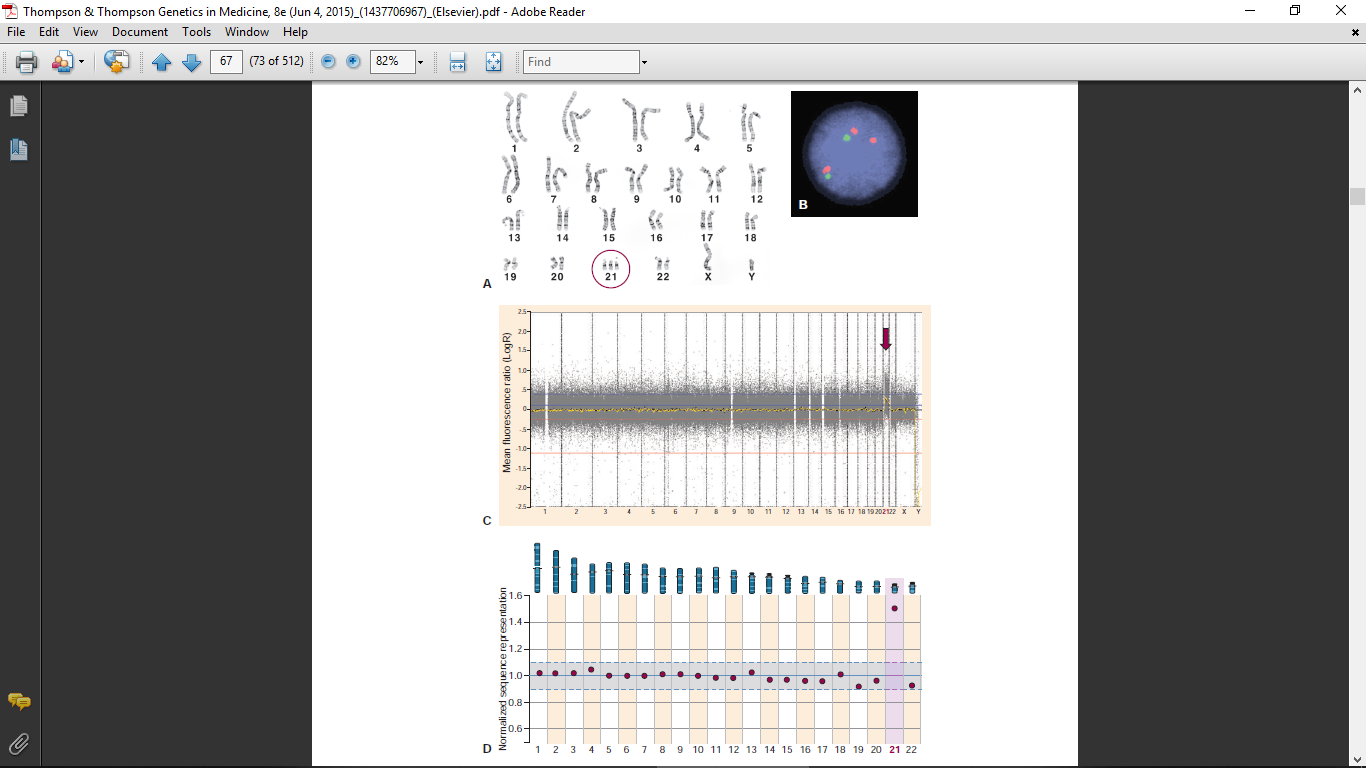 Thompson & Thompson Genetics in Medicine, 8e (Jun 4, 2015)_(1437706967)_(Elsevier).pdf - Adobe Reader
File Edit View Document Tools Window Help
67 (73 of 512) 82% Find
1 2 3 4 5
6 7 8 9 10 11 12
13 14 15 16 17 18
19 20 21 22 X Y
A
B
Mean fluorescence ratio (LogR)
2.5
2.0
1.5
1.0
.5
0
-.5
-1.0
-1.5
-2.0
-2.5
1 2 3 4 5 6 7 8 9 10 11 12 13 14 15 16 17 18 19 20 21 22 X Y
C
Normalized sequence representation
1.6
1.4
1.2
1.0
0.8
0.6
D
1 2 3 4 5 6 7 8 9 10 11 12 13 14 15 16 17 18 19 20 21 22